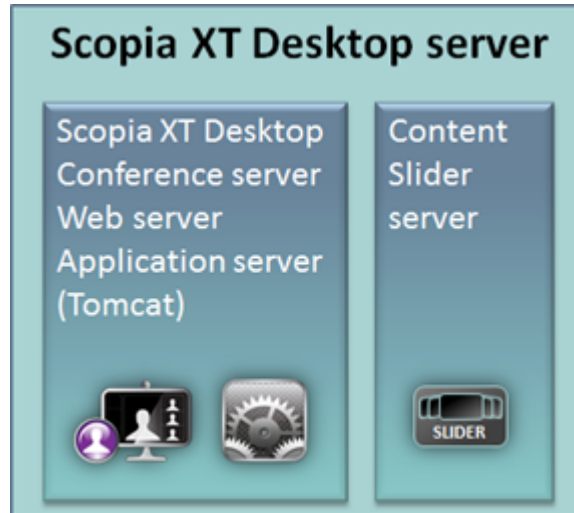 Scopia XT Desktop server
Scopia XT Desktop
Conference server
Web server
Application server
(Tomcat)
Content
Slider
server
SLIDER